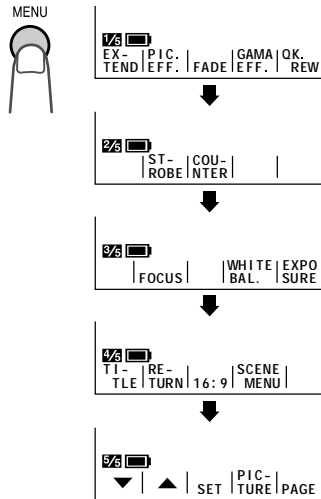 MENU
1/5
EX- | PIC. | | GAMA | QK.
TEND | EFF. | FADE | EFF. | REW
2/5
ST- | COU-
ROBE | NTER
3/5
WHITE | EXPO
FOCUS | BAL. | SURE
4/5
TI- | RE- | | SCENE
TLE | TURN | 16:9 | MENU
5/5
PIC-
▼ | ▲ | SET | TURE | PAGE